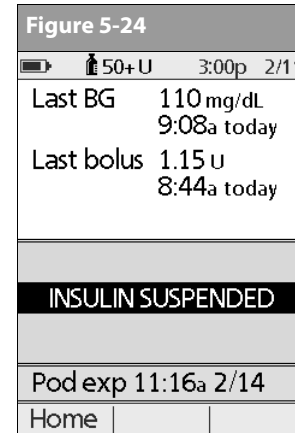 Figure 5-24
50+ U 3:00p 2/1
Last BG 110 mg/dL
9:08a today
Last bolus 1.15 U
8:44a today
INSULIN SUSPENDED
Pod exp 11:16a 2/14
Home